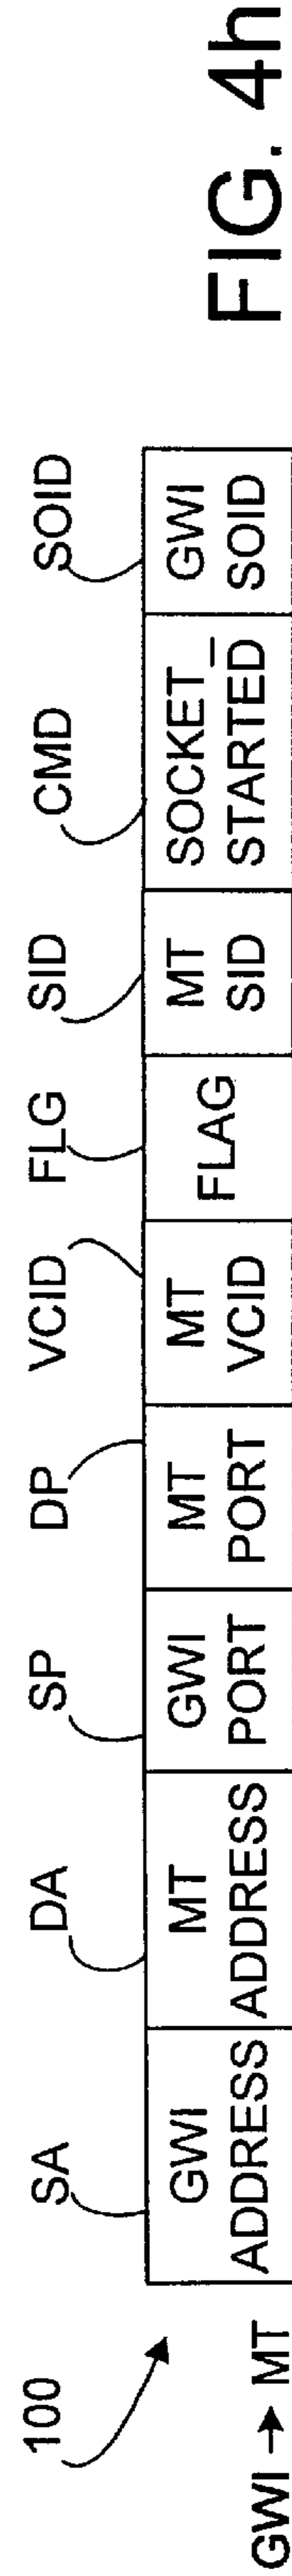 100
SA
DA
SP
DP
VCID
FLG
SID
CMD
SOID
GWI → MT
GWI
ADDRESS
MT
ADDRESS
GWI
PORT
MT
PORT
MT
VCID
FLAG
MT
SID
SOCKET_
STARTED
GWI
SOID
FIG. 4h